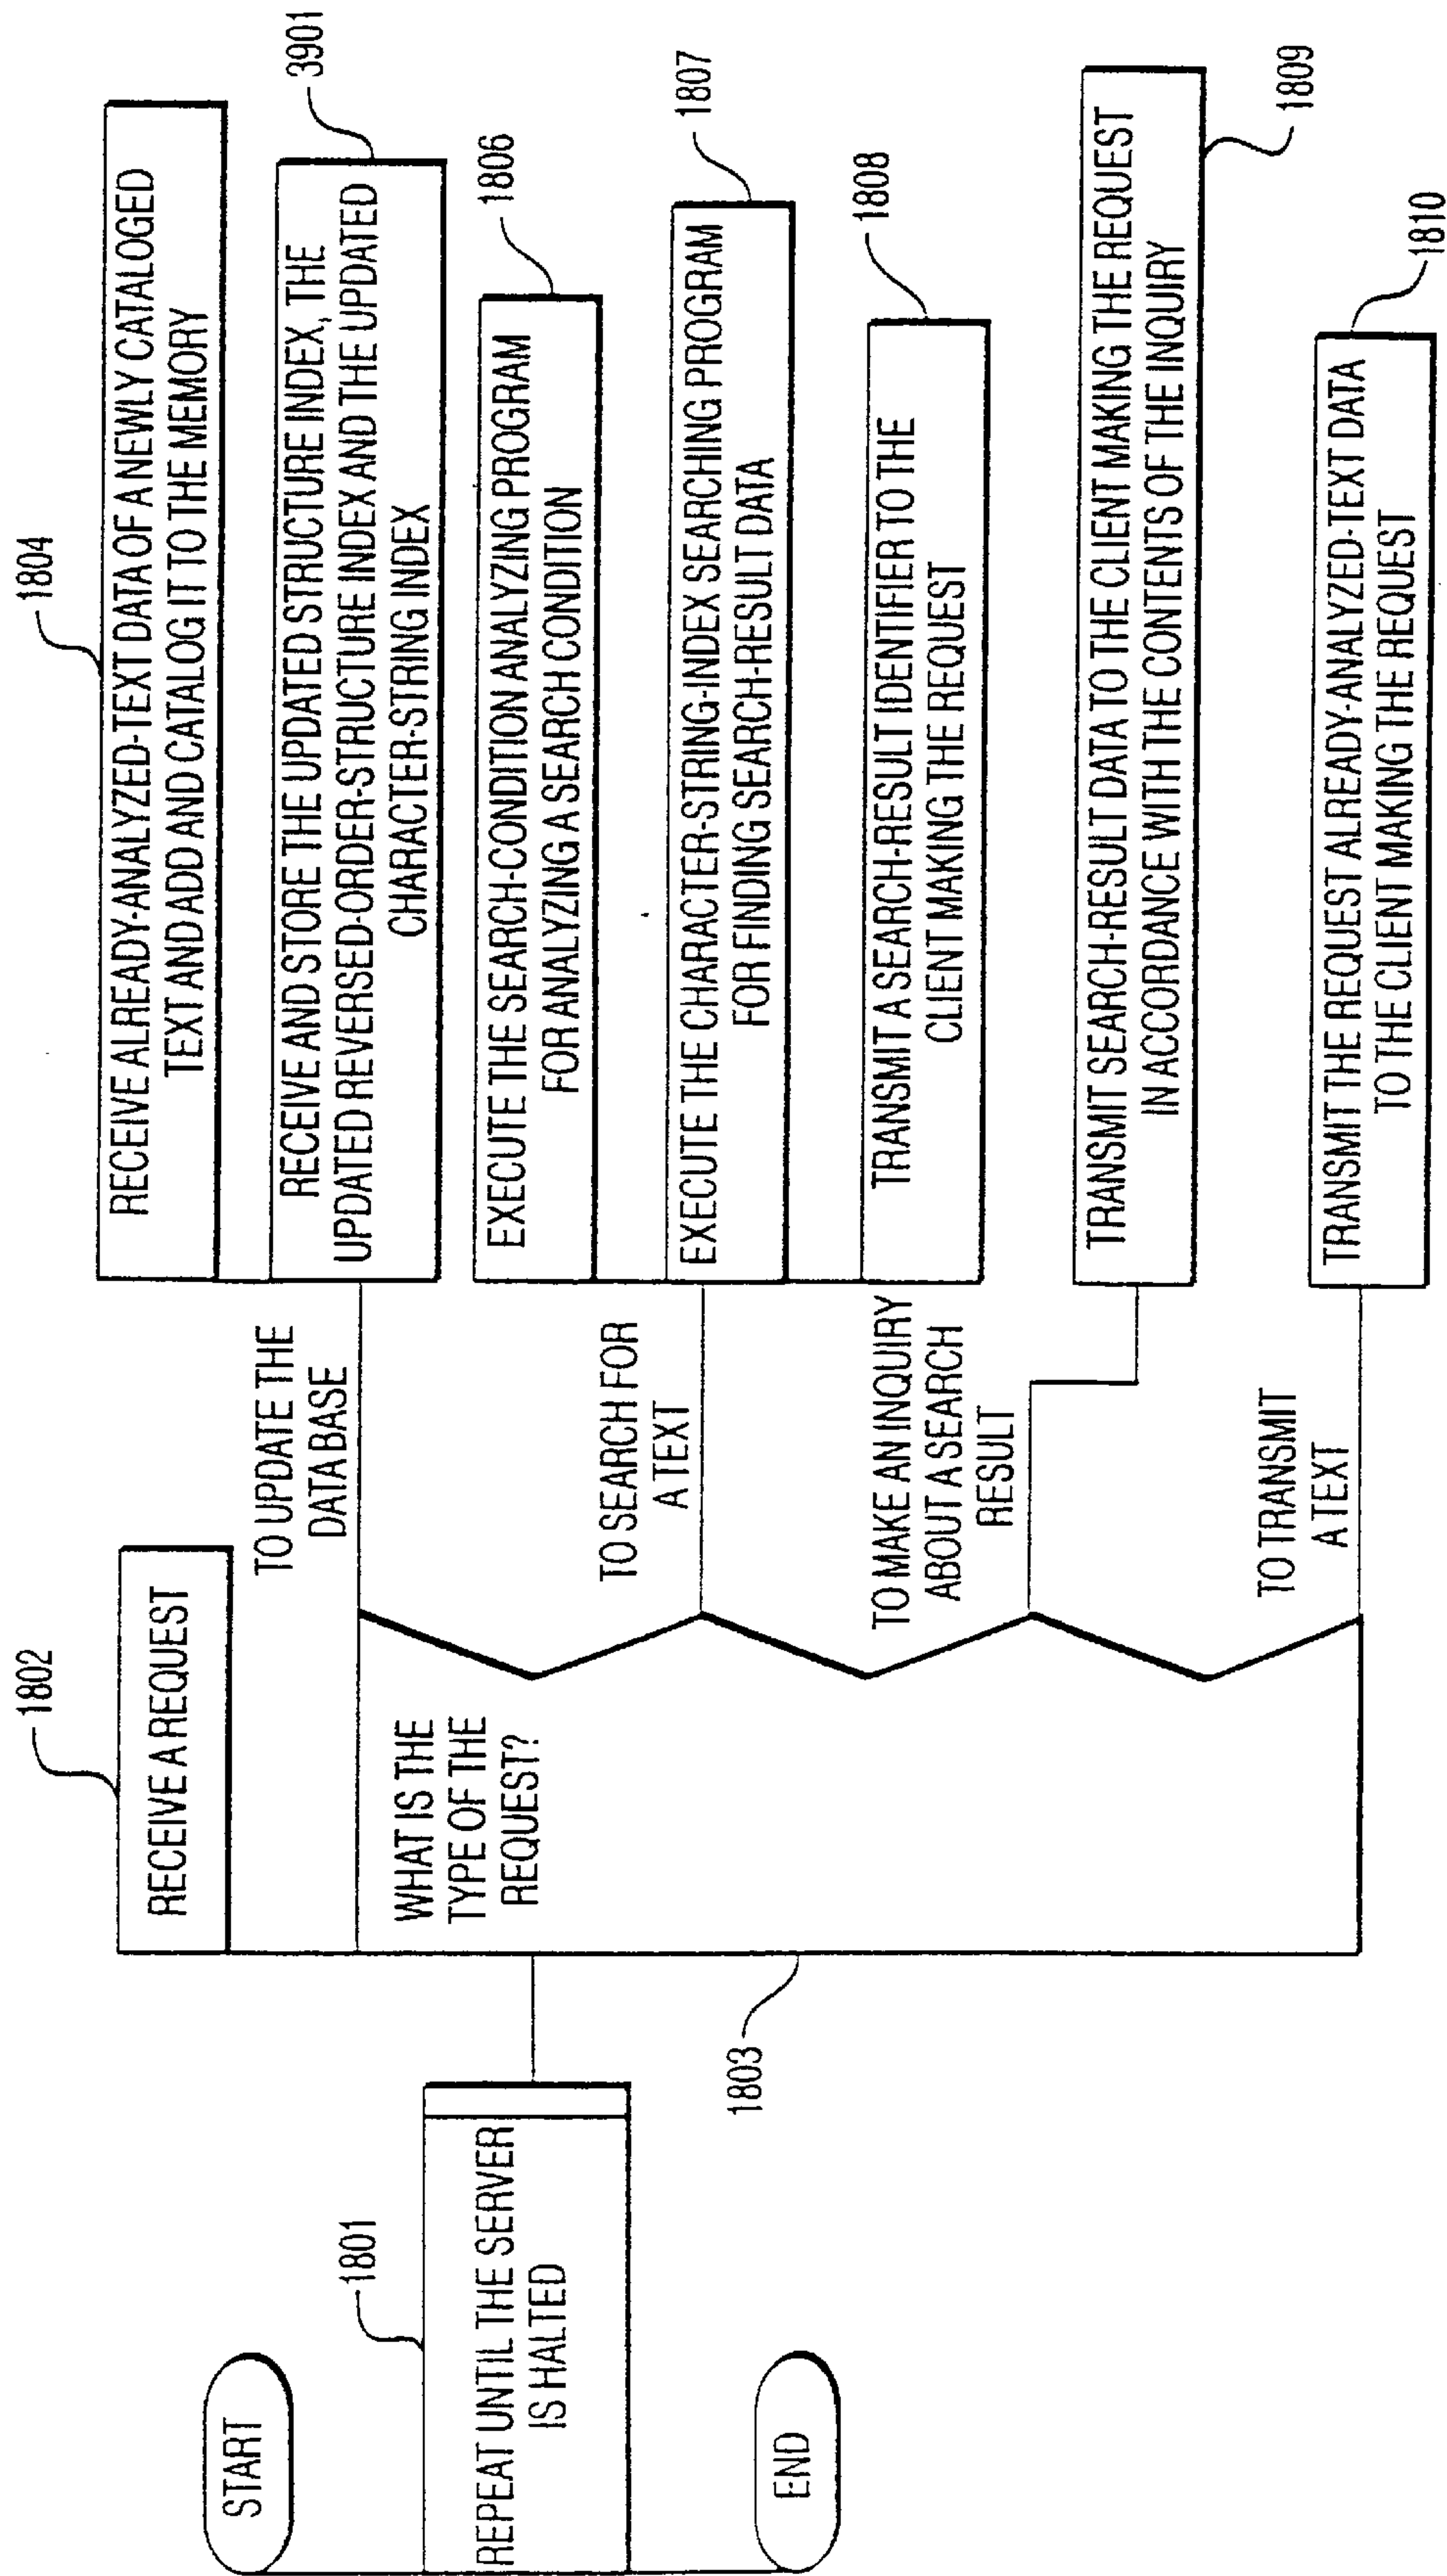 START
1801
REPEAT UNTIL THE SERVER
IS HALTED
END
1802
RECEIVE A REQUEST
1803
WHAT IS THE
TYPE OF THE
REQUEST?
TO UPDATE THE
DATA BASE
1804
RECEIVE ALREADY-ANALYZED-TEXT DATA OF A NEWLY CATALOGED
TEXT AND ADD AND CATALOG IT TO THE MEMORY
3901
RECEIVE AND STORE THE UPDATED STRUCTURE INDEX, THE
UPDATED REVERSED-ORDER-STRUCTURE INDEX AND THE UPDATED
CHARACTER-STRING INDEX
TO SEARCH FOR
A TEXT
1806
EXECUTE THE SEARCH-CONDITION ANALYZING PROGRAM
FOR ANALYZING A SEARCH CONDITION
1807
EXECUTE THE CHARACTER-STRING-INDEX SEARCHING PROGRAM
FOR FINDING SEARCH-RESULT DATA
1808
TRANSMIT A SEARCH-RESULT IDENTIFIER TO THE
CLIENT MAKING THE REQUEST
TO MAKE AN INQUIRY
ABOUT A SEARCH
RESULT
TRANSMIT SEARCH-RESULT DATA TO THE CLIENT MAKING THE REQUEST
IN ACCORDANCE WITH THE CONTENTS OF THE INQUIRY
1809
TO TRANSMIT
A TEXT
1810
TRANSMIT THE REQUEST ALREADY-ANALYZED-TEXT DATA
TO THE CLIENT MAKING THE REQUEST